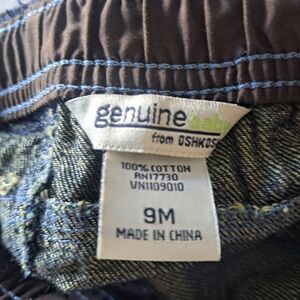 genuine baby
from OSHKOSH
100% COTTON
RN17730
VN1109010
9M
MADE IN CHINA